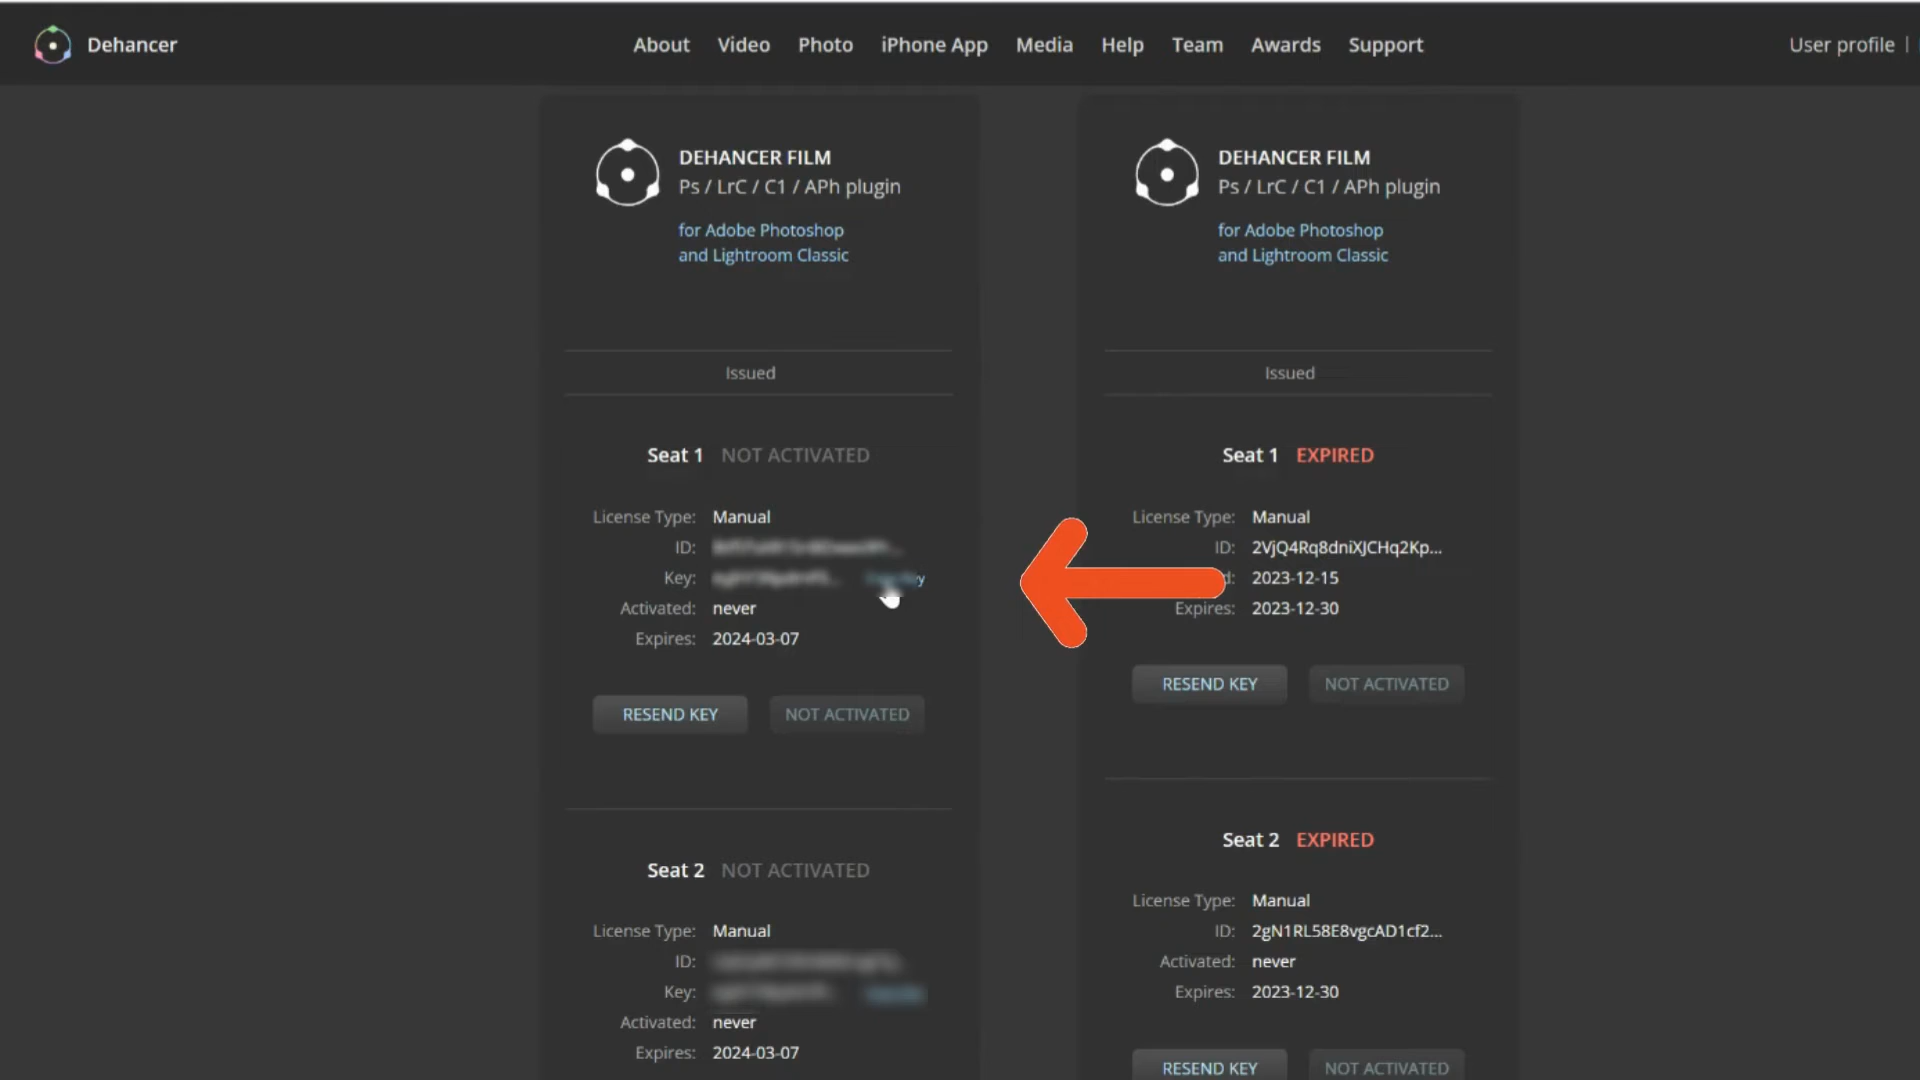 Dehancer
About Video Photo iPhone App Media Help Team Awards Support
User profile |
DEHANCER FILM
Ps / LrC / C1 / APh plugin
for Adobe Photoshop
and Lightroom Classic
Issued
Seat 1 NOT ACTIVATED
License Type: Manual
ID:
Key:
Activated: never
Expires: 2024-03-07
RESEND KEY NOT ACTIVATED
Seat 2 NOT ACTIVATED
License Type: Manual
ID:
Key:
Activated: never
Expires: 2024-03-07
DEHANCER FILM
Ps / LrC / C1 / APh plugin
for Adobe Photoshop
and Lightroom Classic
Issued
Seat 1 EXPIRED
License Type: Manual
ID: 2VjQ4Rq8dniXJCHq2Kp...
2023-12-15
Expires: 2023-12-30
RESEND KEY NOT ACTIVATED
Seat 2 EXPIRED
License Type: Manual
ID: 2gN1RL58E8vgcAD1cf2...
Activated: never
Expires: 2023-12-30
RESEND KEY NOT ACTIVATED